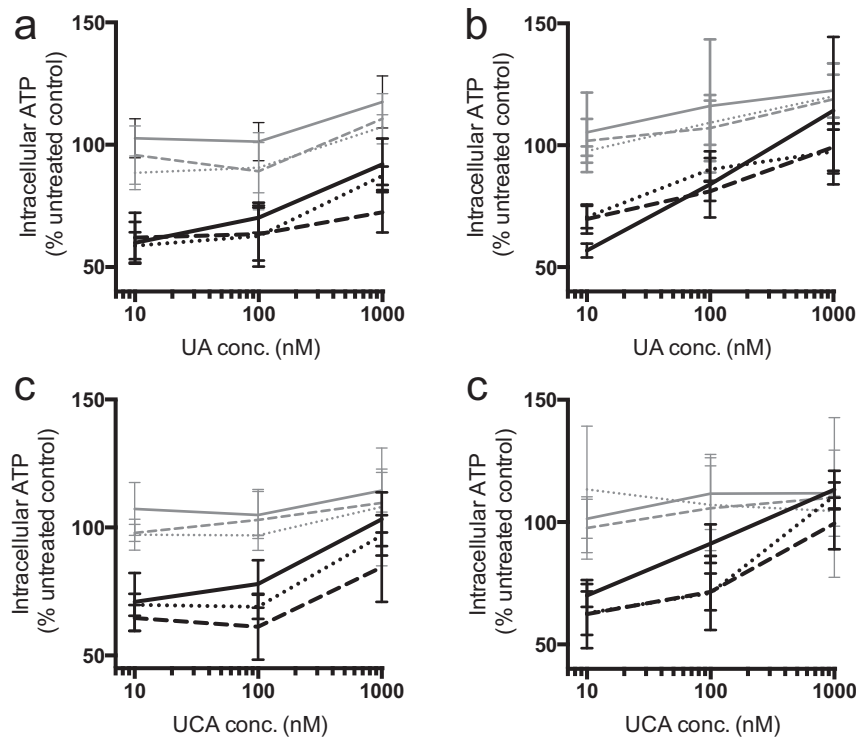 a
150
100
50
Intracellular ATP
(% untreated control)
10
100
1000
UA conc. (nM)
b
150
100
50
Intracellular ATP
(% untreated control)
10
100
1000
UA conc. (nM)
c
150
100
50
Intracellular ATP
(% untreated control)
10
100
1000
UCA conc. (nM)
c
150
100
50
Intracellular ATP
(% untreated control)
10
100
1000
UCA conc. (nM)